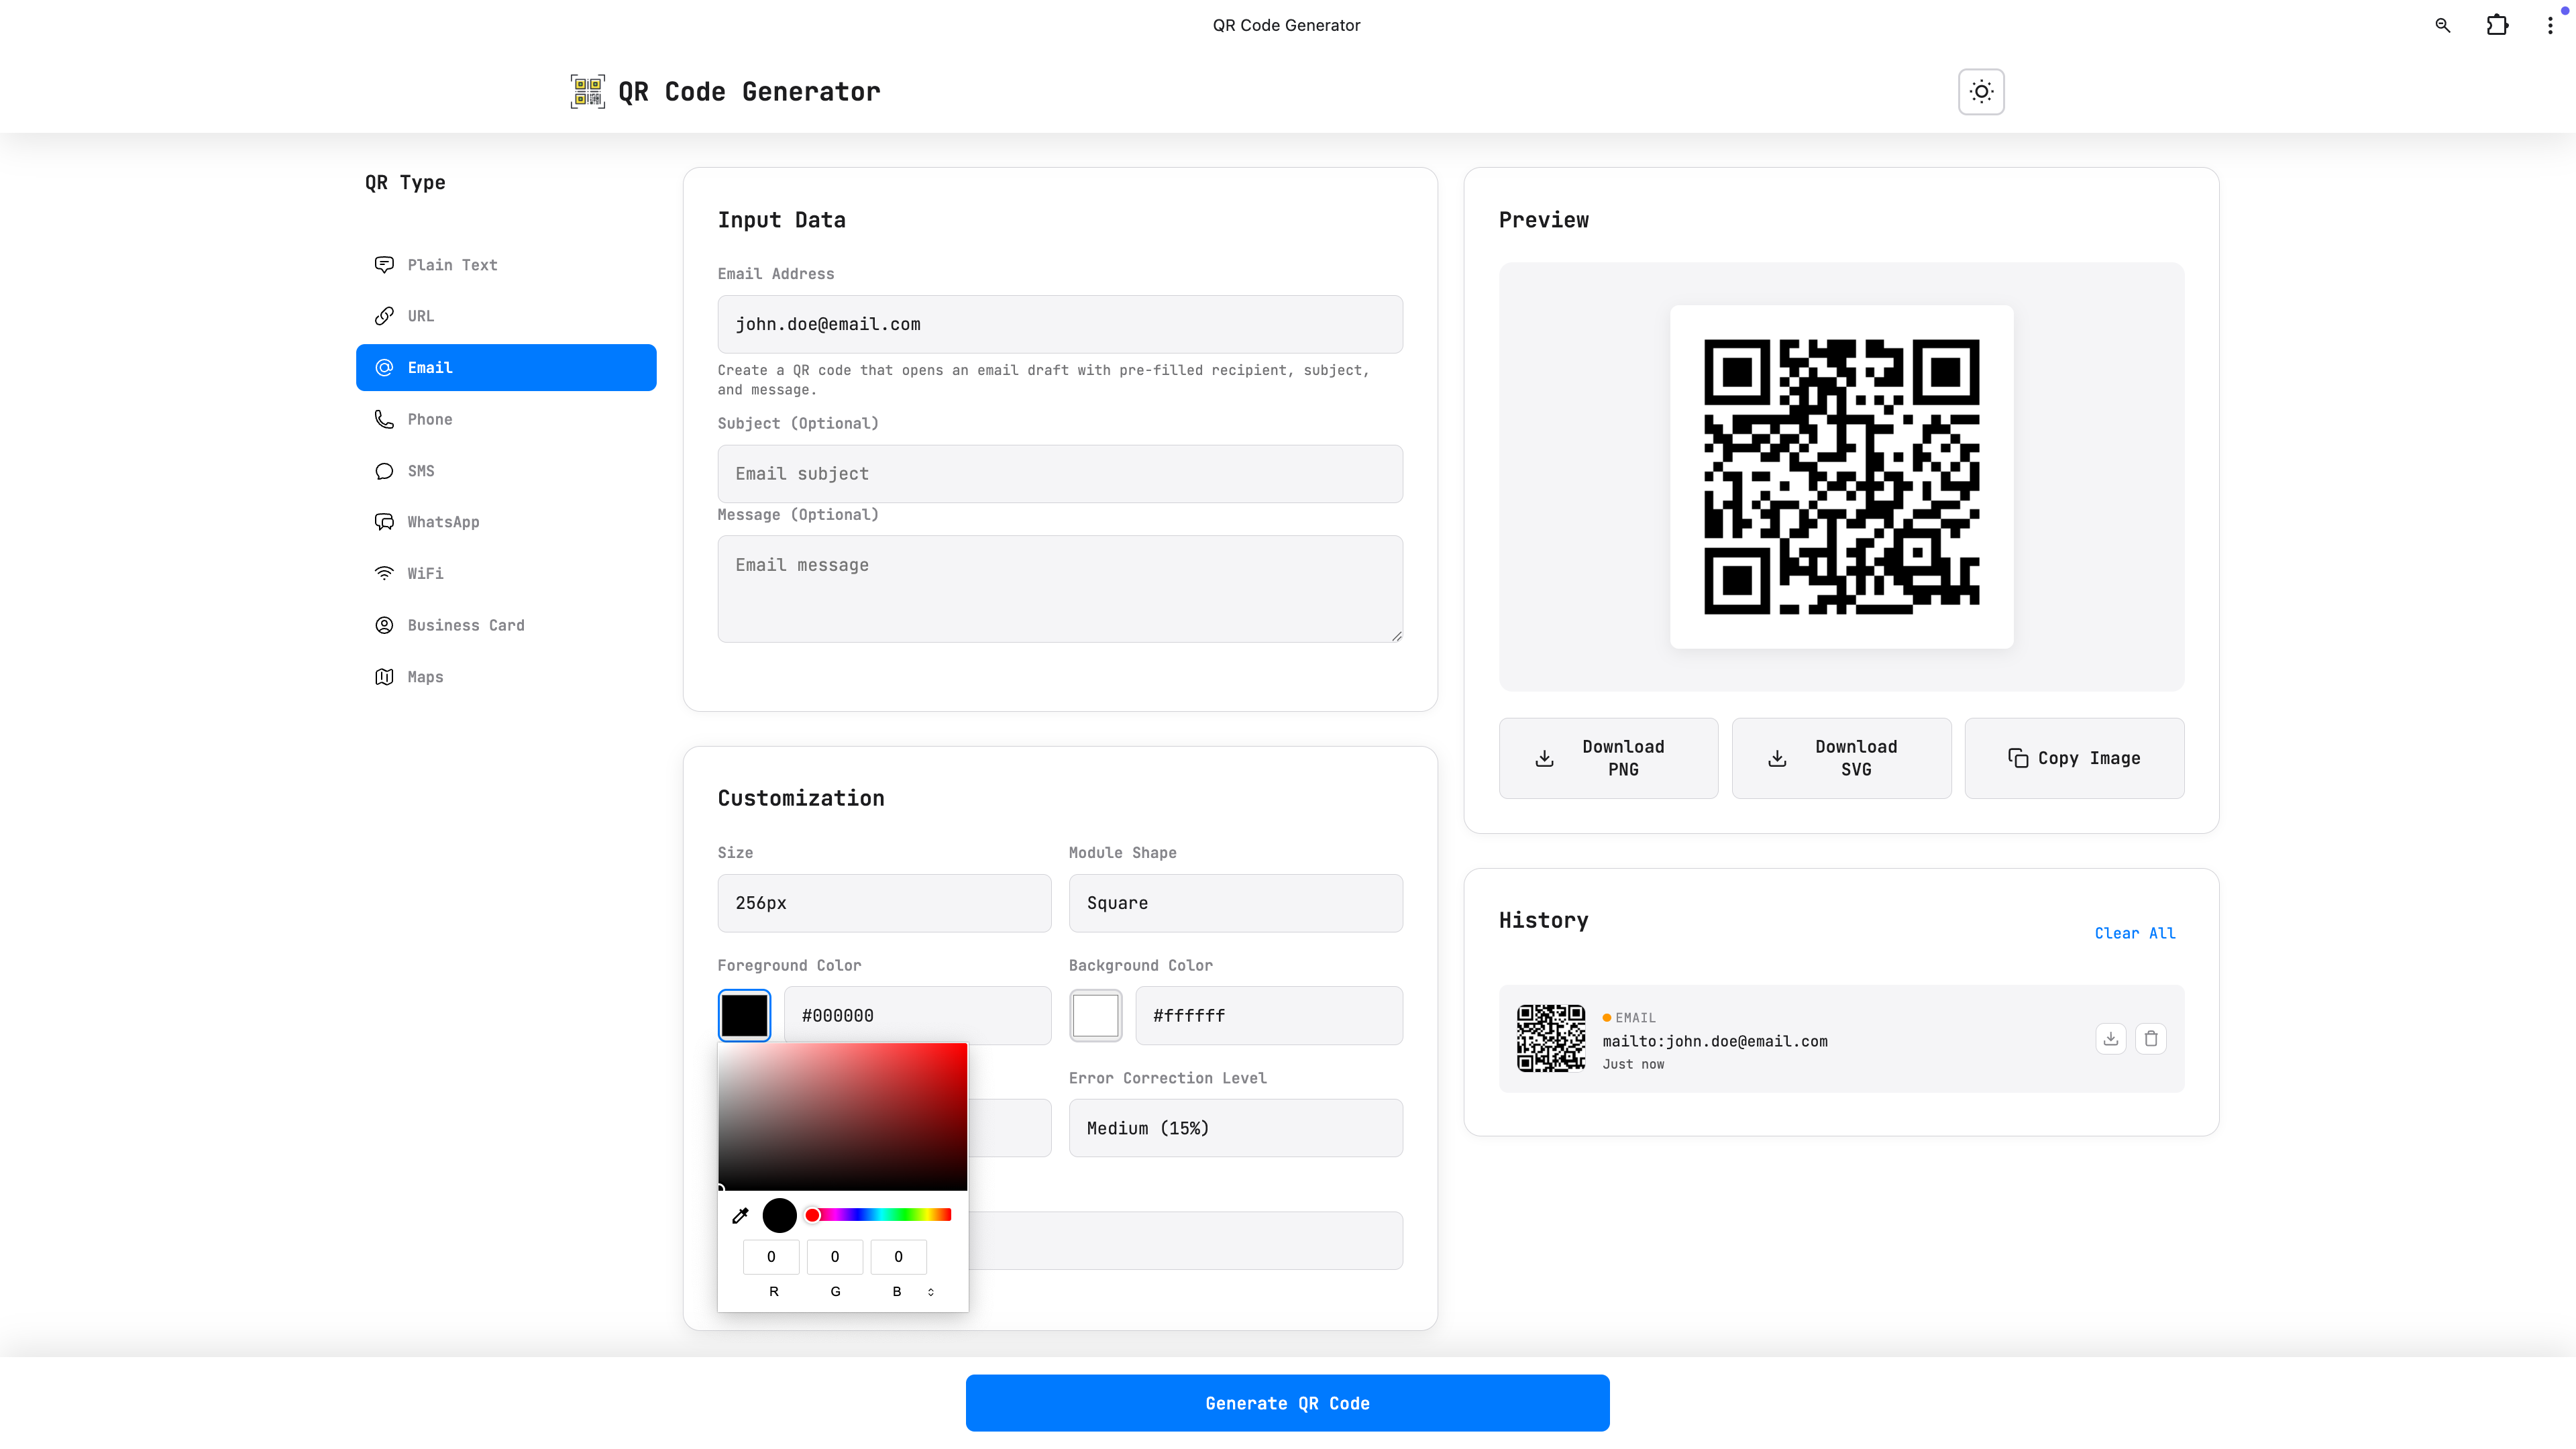 QR Code Generator
QR Code Generator
QR Type
Plain Text
URL
Email
Phone
SMS
WhatsApp
WiFi
Business Card
Maps
Input Data
Email Address
john.doe@email.com
Create a QR code that opens an email draft with pre-filled recipient, subject,
and message.
Subject (Optional)
Email subject
Message (Optional)
Email message
Customization
Size
Module Shape
256px
Square
Foreground Color
Background Color
#000000
#ffffff
Error Correction Level
Medium (15%)
0 0 0
R G B
Preview
Download
PNG
Download
SVG
Copy Image
History
Clear All
EMAIL
mailto:john.doe@email.com
Just now
Generate QR Code